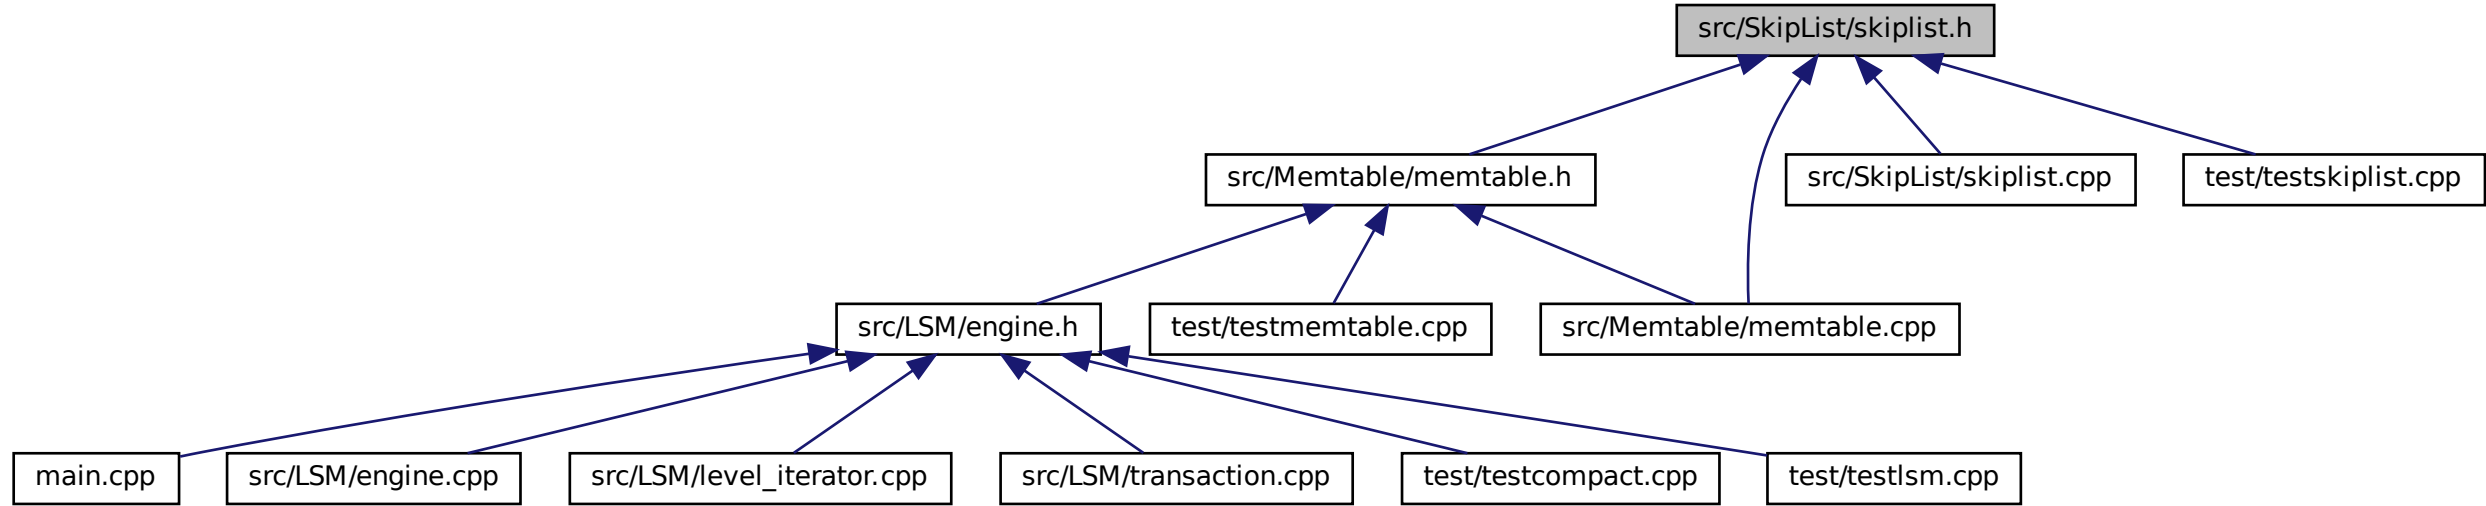 src/SkipList/skiplist.h
src/Memtable/memtable.h
src/SkipList/skiplist.cpp
test/testskiplist.cpp
src/LSM/engine.h
test/testmemtable.cpp
src/Memtable/memtable.cpp
main.cpp
src/LSM/engine.cpp
src/LSM/level_iterator.cpp
src/LSM/transaction.cpp
test/testcompact.cpp
test/testlsm.cpp